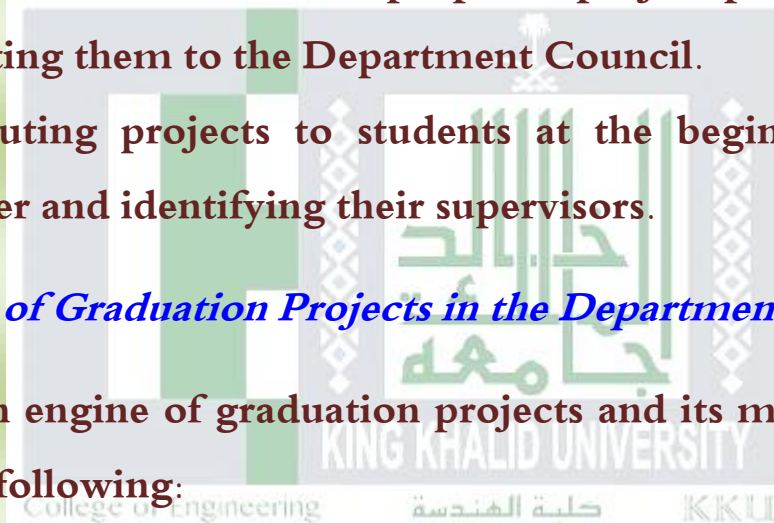 ting them to the Department Council.
uting projects to students at the begin
er and identifying their supervisors.
of Graduation Projects in the Departmen
خالد
جامعة
n engine of graduation projects and its m
KING KHALID UNIVERSITY
following:
College of Engineering كلية الهندسة KKU